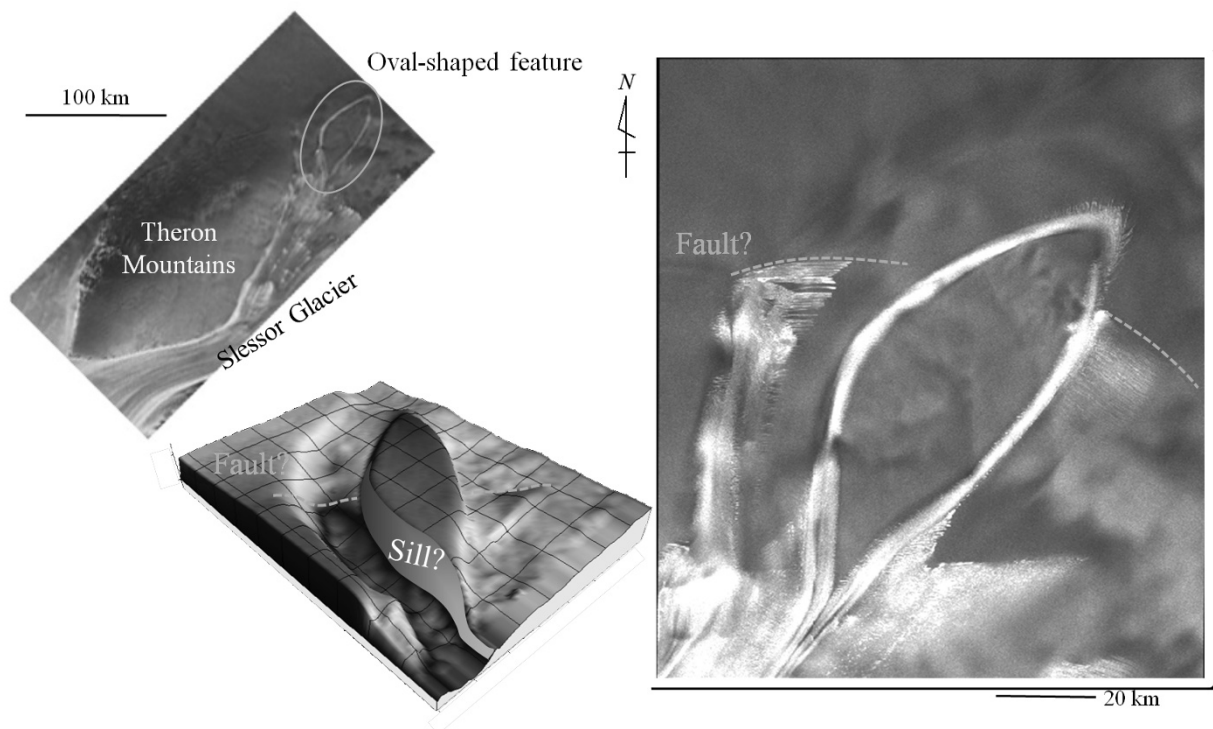 Oval-shaped feature
100 km
Theron
Mountains
Slessor Glacier
N
Fault?
Fault?
Sill?
20 km